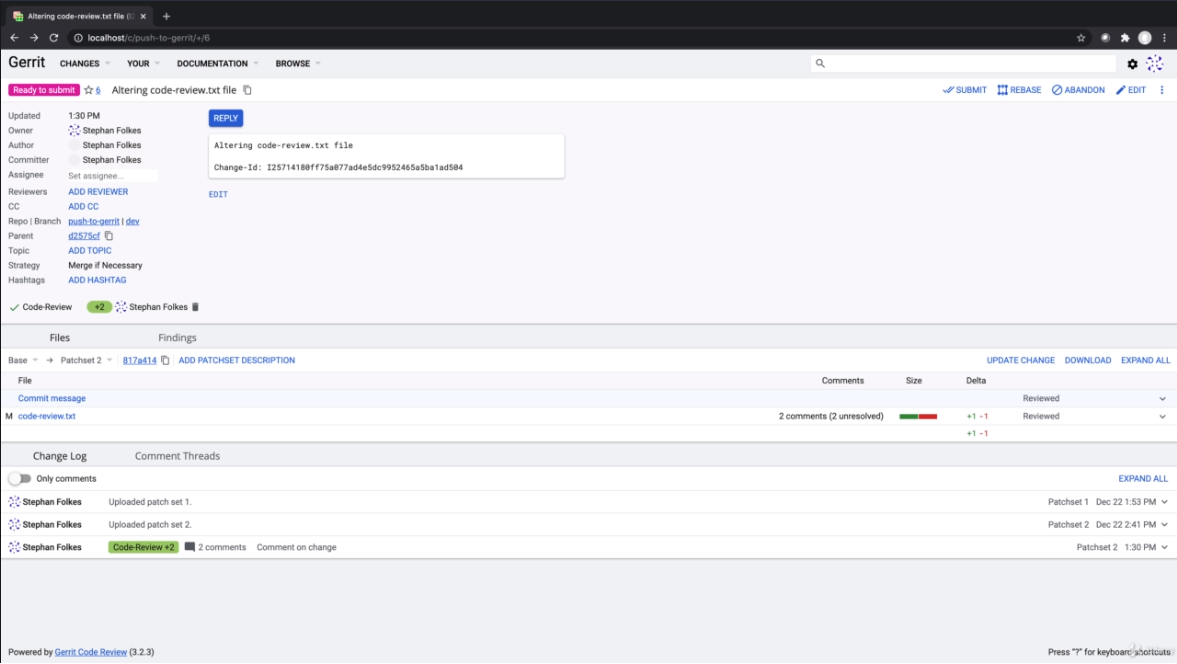 Altering code-review.txt file
localhost/c/push-to-gerrit/+/6
Gerrit CHANGES YOUR DOCUMENTATION BROWSE
Ready to submit 6 Altering code-review.txt file SUBMIT REBASE ABANDON EDIT
Updated 1:30 PM REPLY
Owner Stephan Folkes
Author Stephan Folkes Altering code-review.txt file
Committer Stephan Folkes
Change-Id: I25714180ff75a077ad4e5dc9952465a5ba1ad504
Assignee Set assignee...
Reviewers ADD REVIEWER EDIT
CC ADD CC
Repo | Branch push-to-gerrit | dev
Parent d2575cf
Topic ADD TOPIC
Strategy Merge if Necessary
Hashtags ADD HASHTAG
Code-Review +2 Stephan Folkes
Files Findings
Base → Patchset 2 817a414 ADD PATCHSET DESCRIPTION UPDATE CHANGE DOWNLOAD EXPAND ALL
File Comments Size Delta
Commit message Reviewed
M code-review.txt 2 comments (2 unresolved) +1 -1 Reviewed
+1 -1
Change Log Comment Threads
Only comments EXPAND ALL
Stephan Folkes Uploaded patch set 1. Patchset 1 Dec 22 1:53 PM
Stephan Folkes Uploaded patch set 2. Patchset 2 Dec 22 2:41 PM
Stephan Folkes Code-Review +2 2 comments Comment on change Patchset 2 1:30 PM
Powered by Gerrit Code Review (3.2.3) Press "?" for keyboard shortcuts